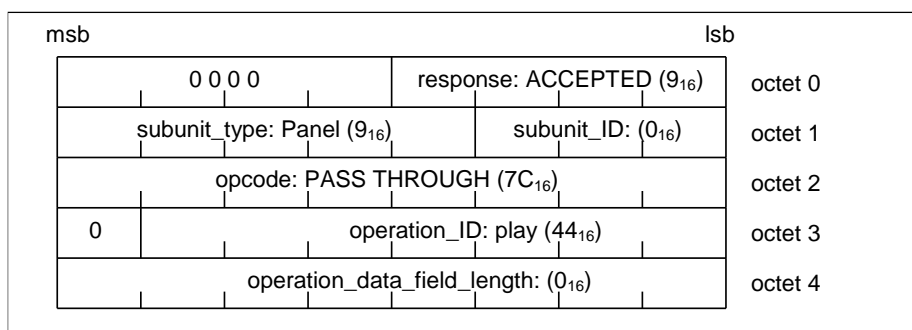 msb lsb
0 0 0 0 response: ACCEPTED (9₁₆) octet 0
subunit_type: Panel (9₁₆) subunit_ID: (0₁₆) octet 1
opcode: PASS THROUGH (7C₁₆) octet 2
0 operation_ID: play (44₁₆) octet 3
operation_data_field_length: (0₁₆) octet 4